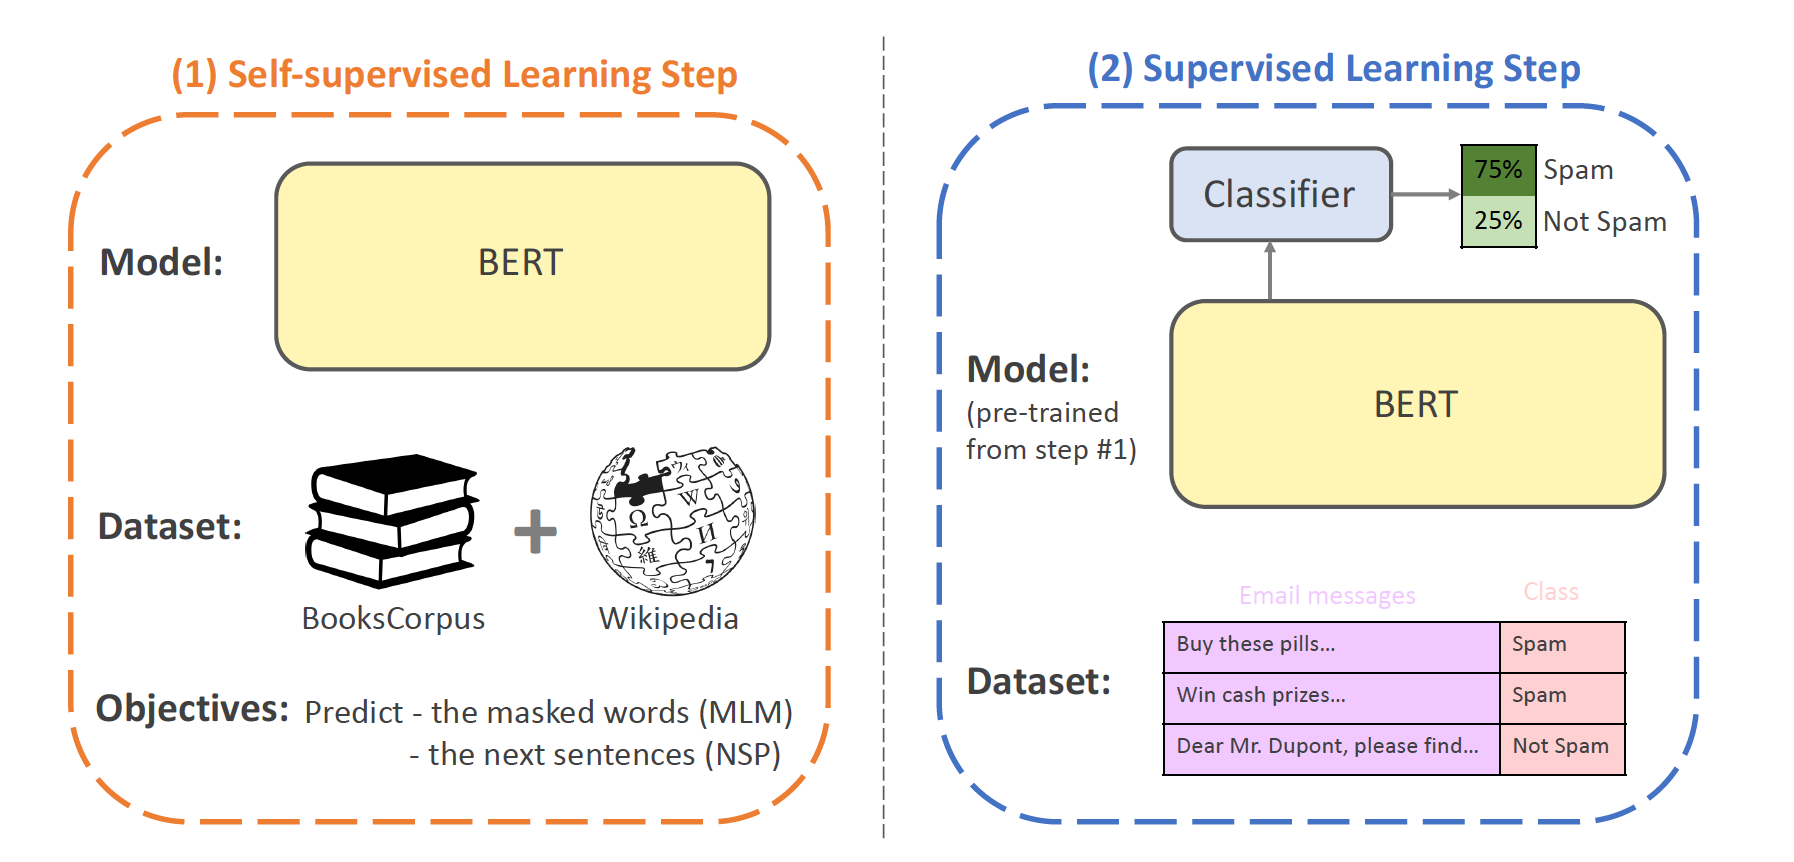 (1) Self-supervised Learning Step
Model:
BERT
Dataset:
BooksCorpus
+
Wikipedia
Ω
W
И
維
Objectives: Predict - the masked words (MLM)
- the next sentences (NSP)
(2) Supervised Learning Step
Classifier
75% Spam
25% Not Spam
Model:
(pre-trained
from step #1)
BERT
Dataset:
Email messages Class
Buy these pills... Spam
Win cash prizes... Spam
Dear Mr. Dupont, please find... Not Spam